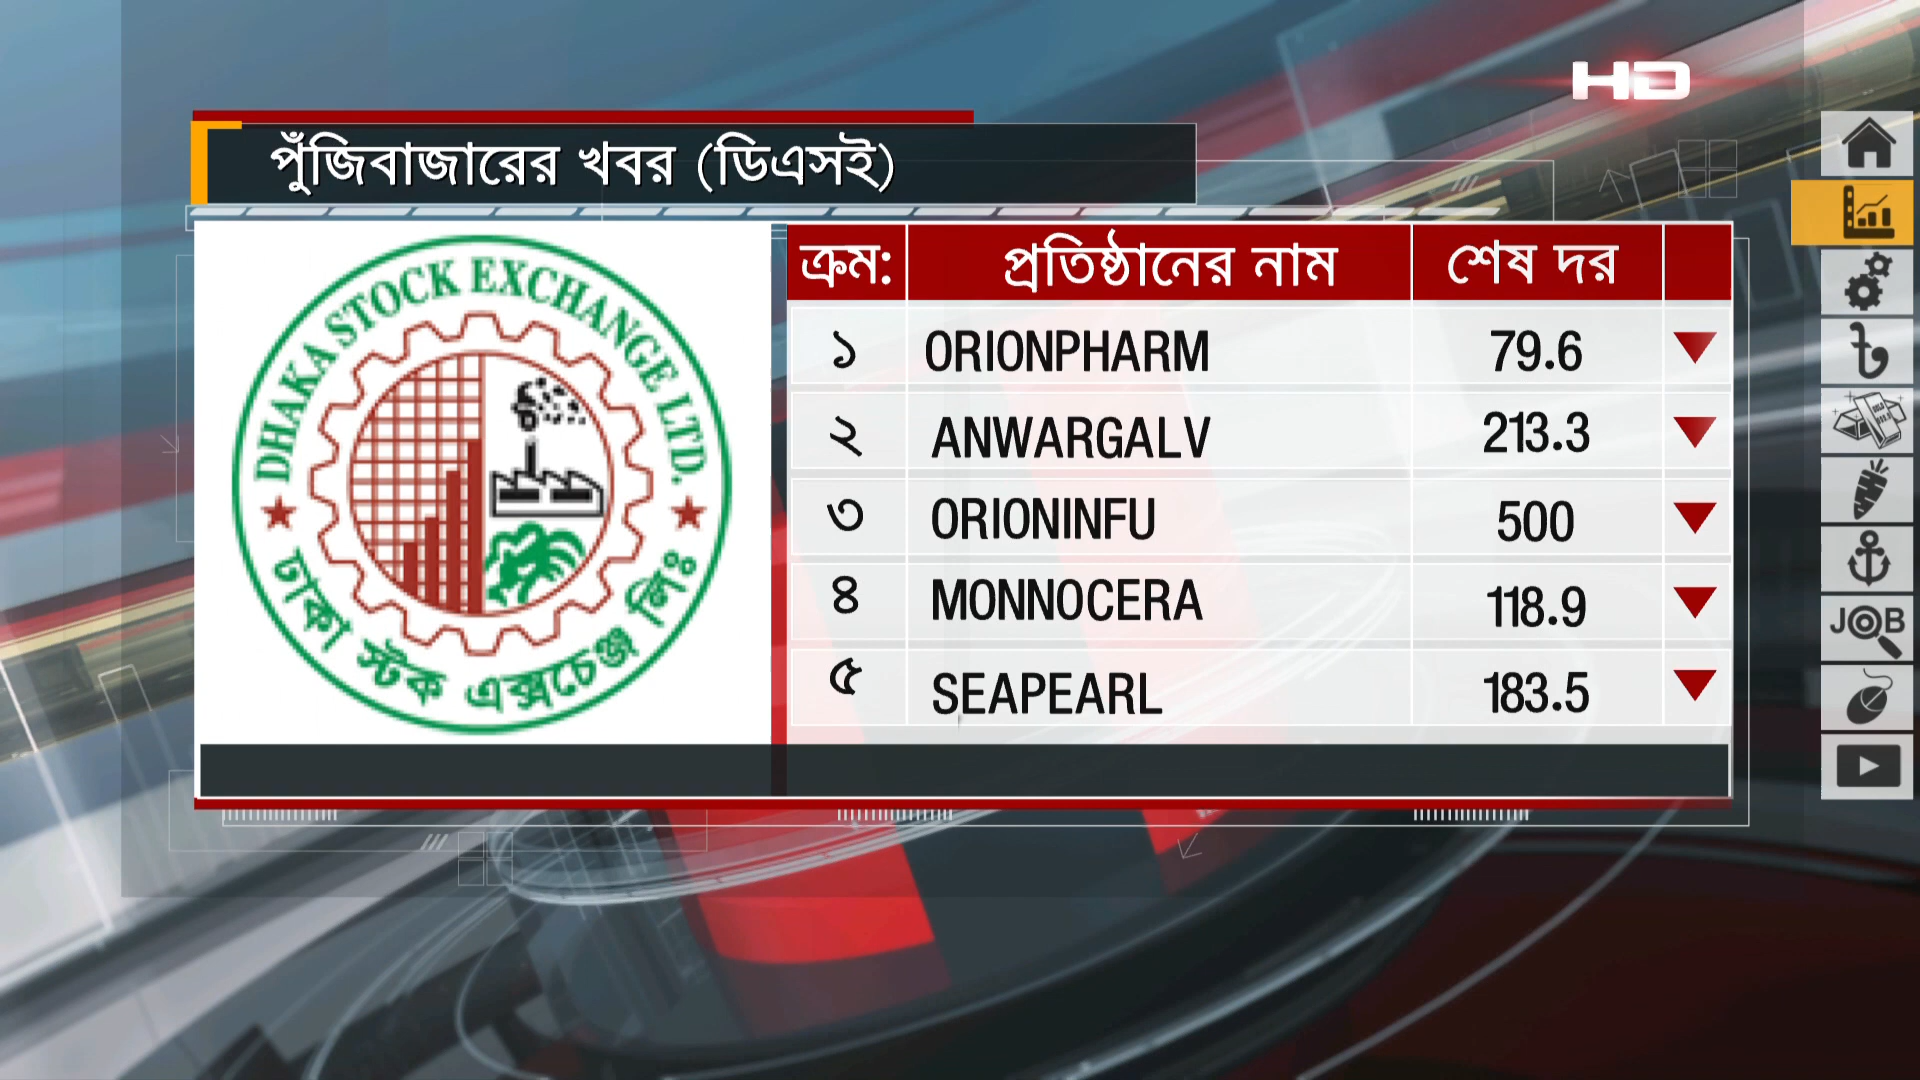 HD
পুঁজিবাজারের খবর (ডিএসই)
DHAKA STOCK EXCHANGE LTD.
ঢাকা স্টক এক্সচেঞ্জ লিঃ
ক্রম: প্রতিষ্ঠানের নাম শেষ দর
১ ORIONPHARM 79.6
২ ANWARGALV 213.3
৩ ORIONINFU 500
৪ MONNOCERA 118.9
৫ SEAPEARL 183.5
৳
JOB